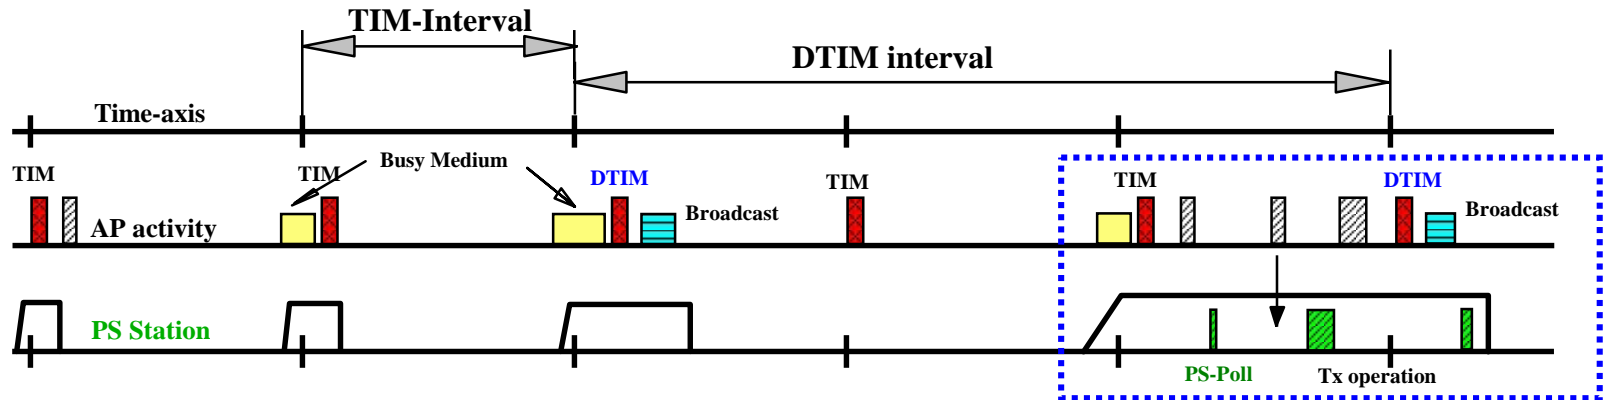 TIM-Interval
DTIM interval
Time-axis
Busy Medium
TIM
TIM
DTIM
TIM
TIM
DTIM
Broadcast
Broadcast
AP activity
PS Station
PS-Poll
Tx operation